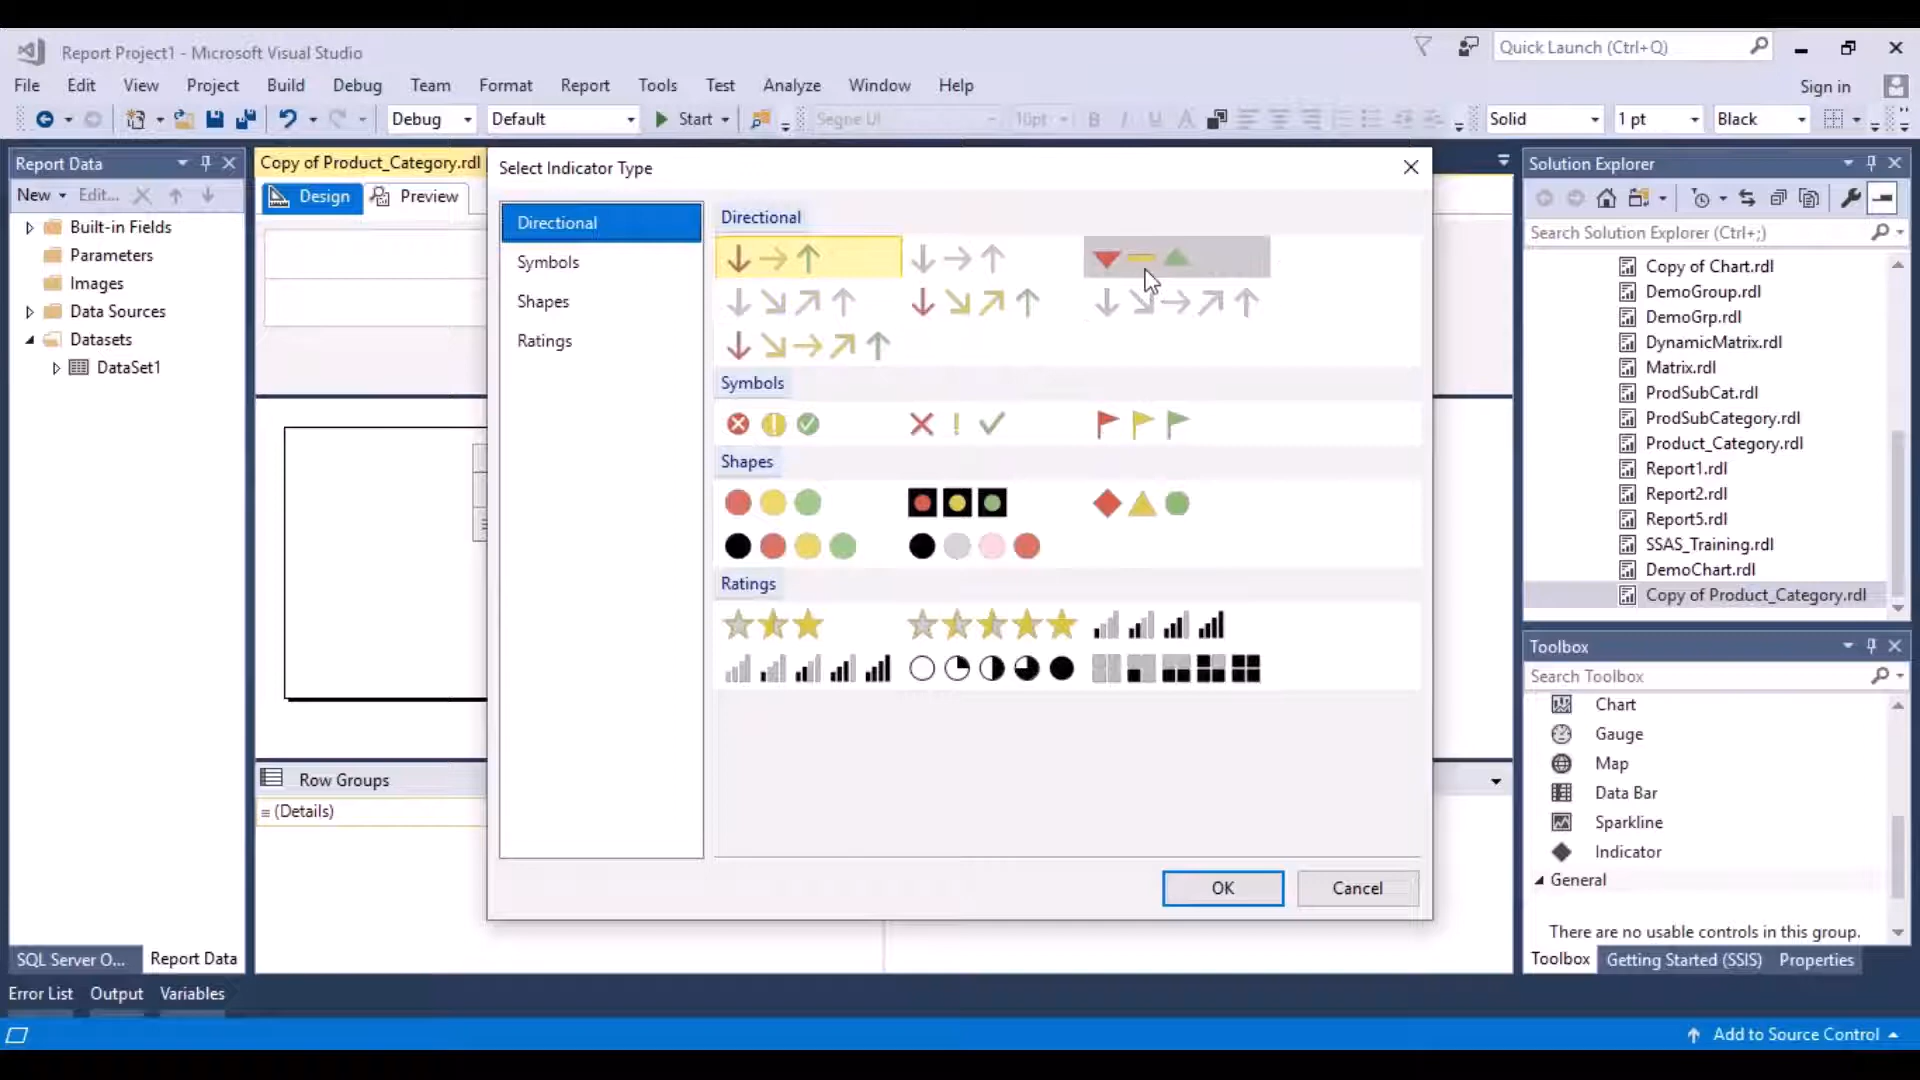 Report Project1 - Microsoft Visual Studio
Quick Launch (Ctrl+Q)
File Edit View Project Build Debug Team Format Report Tools Test Analyze Window Help
Sign in
Debug Default Start Segoe UI 10pt B I U A Solid 1 pt Black
Report Data
New Edit...
Built-in Fields
Parameters
Images
Data Sources
Datasets
DataSet1
SQL Server O... Report Data
Copy of Product_Category.rdl
Design Preview
Row Groups
(Details)
Select Indicator Type
Directional
Symbols
Shapes
Ratings
Directional
Symbols
Shapes
Ratings
OK Cancel
Solution Explorer
Search Solution Explorer (Ctrl+;)
Copy of Chart.rdl
DemoGroup.rdl
DemoGrp.rdl
DynamicMatrix.rdl
Matrix.rdl
ProdSubCat.rdl
ProdSubCategory.rdl
Product_Category.rdl
Report1.rdl
Report2.rdl
Report5.rdl
SSAS_Training.rdl
DemoChart.rdl
Copy of Product_Category.rdl
Toolbox
Search Toolbox
Chart
Gauge
Map
Data Bar
Sparkline
Indicator
General
There are no usable controls in this group.
Toolbox Getting Started (SSIS) Properties
Error List Output Variables
Add to Source Control